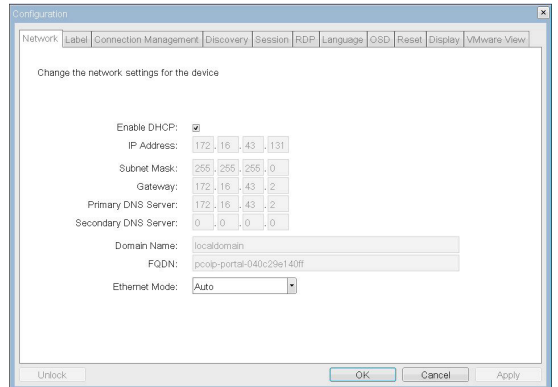 Configuration
Network Label Connection Management Discovery Session RDP Language OSD Reset Display VMware View
Change the network settings for the device
Enable DHCP:
IP Address: 172 . 16 . 43 . 131
Subnet Mask: 255 . 255 . 255 . 0
Gateway: 172 . 16 . 43 . 2
Primary DNS Server: 172 . 16 . 43 . 2
Secondary DNS Server: 0 . 0 . 0 . 0
Domain Name: localdomain
FQDN: pcoip-portal-040c29e140ff
Ethernet Mode: Auto
Unlock OK Cancel Apply